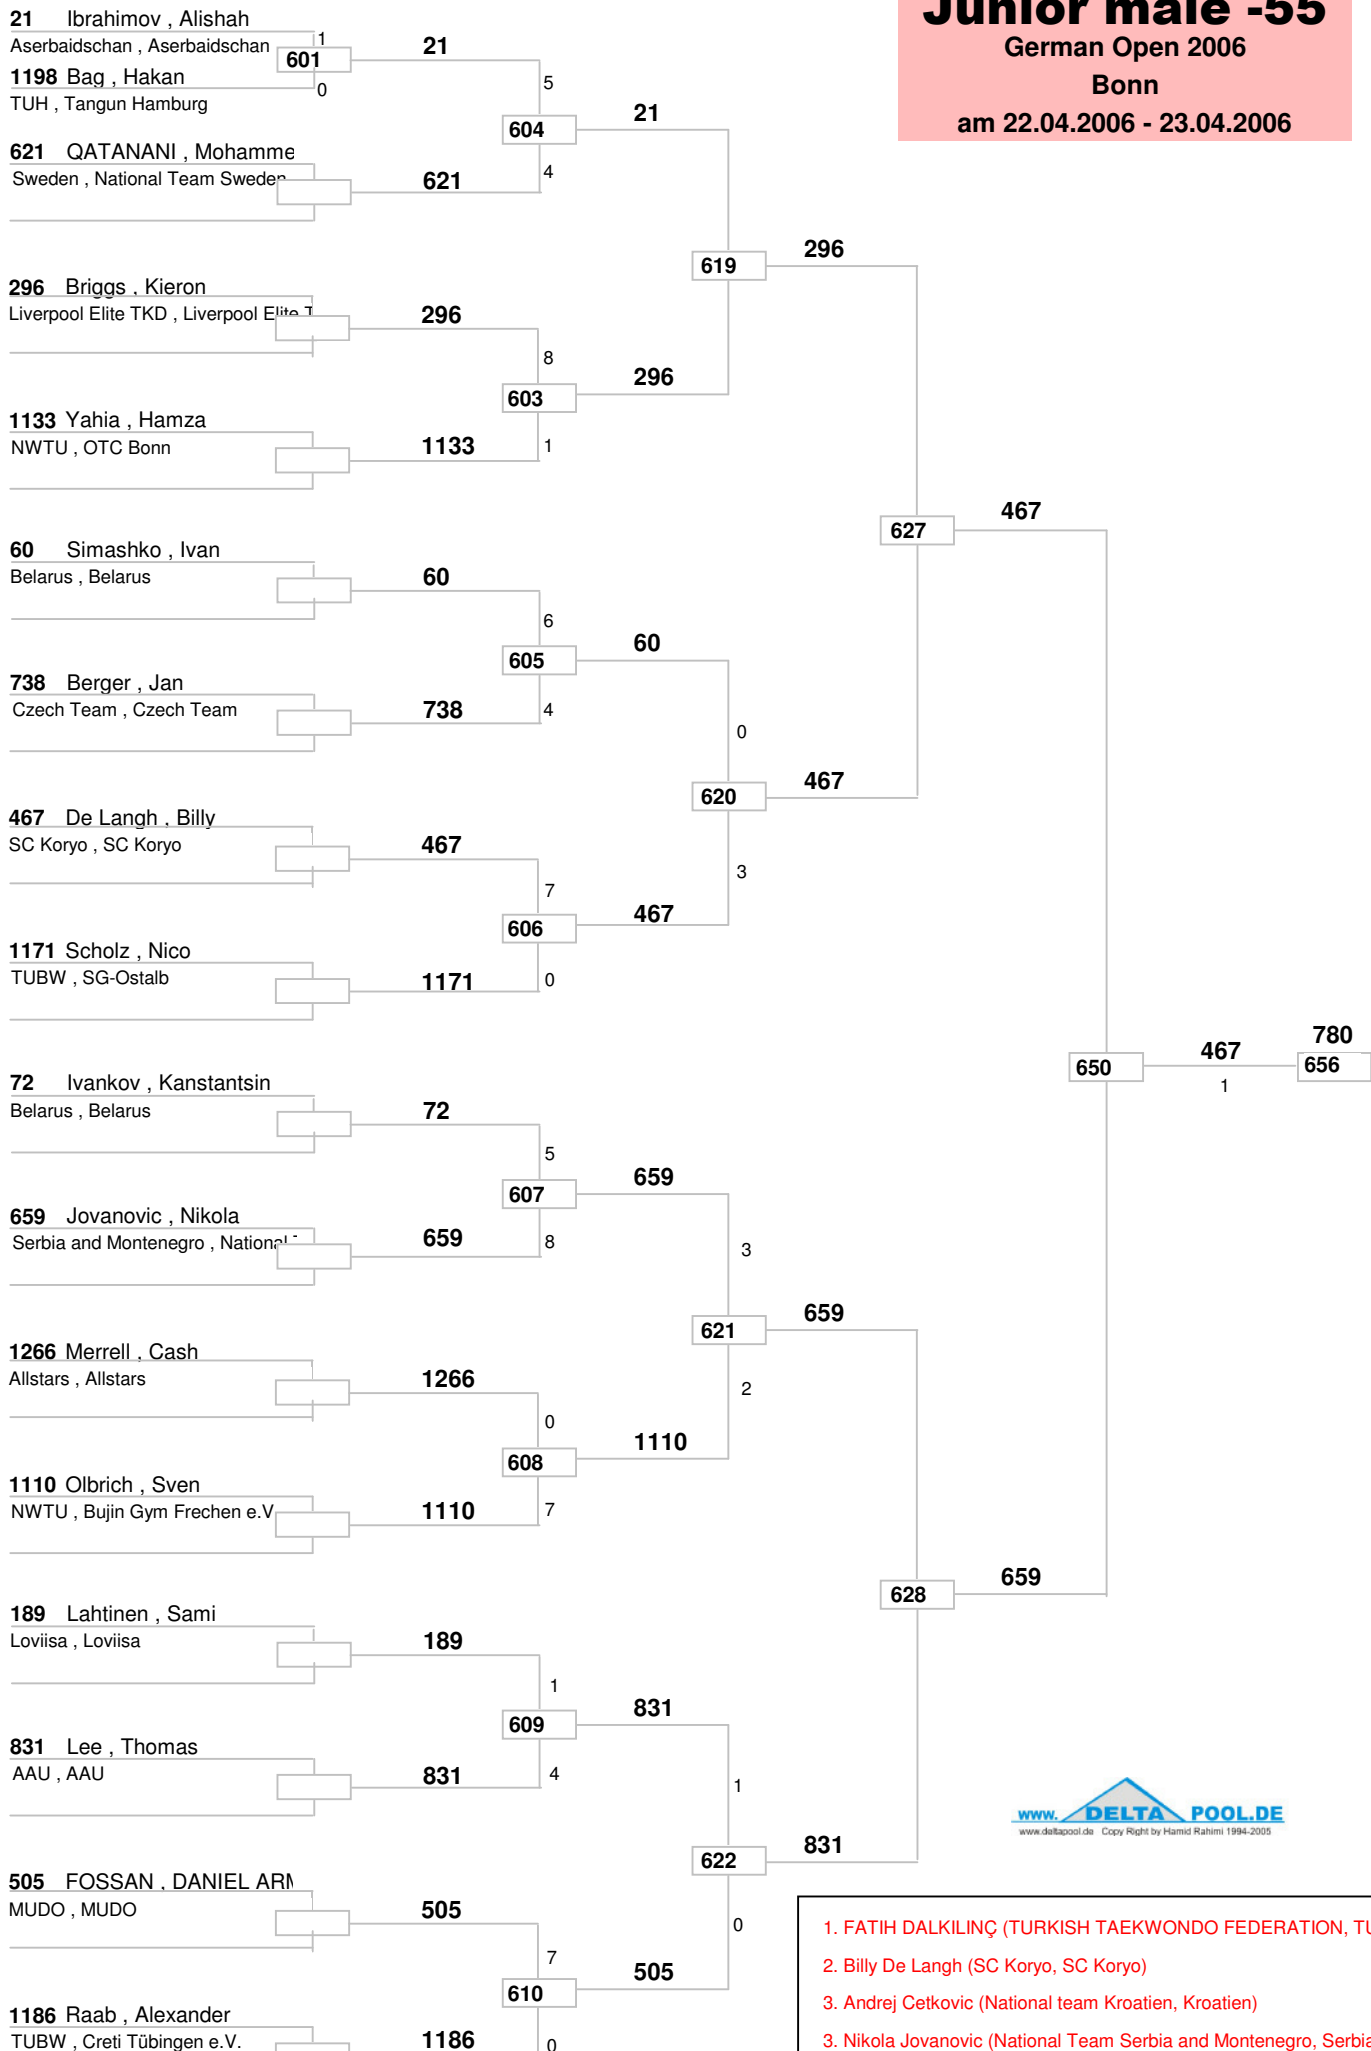 Junior male -55
German Open 2006
Bonn
am 22.04.2006 - 23.04.2006
21 Ibrahimov , Alishah
Aserbaidschan , Aserbaidschan
1
601
21
1198 Bag , Hakan
0
TUH , Tangun Hamburg
5
604
21
621 QATANANI , Mohamme
Sweden , National Team Sweden
621
4
619
296
296 Briggs , Kieron
Liverpool Elite TKD , Liverpool Elite T
296
8
603
296
1133 Yahia , Hamza
NWTU , OTC Bonn
1133
1
627
467
60 Simashko , Ivan
Belarus , Belarus
60
6
605
60
738 Berger , Jan
Czech Team , Czech Team
738
4
0
620
467
467 De Langh , Billy
SC Koryo , SC Koryo
467
3
7
606
467
1171 Scholz , Nico
TUBW , SG-Ostalb
1171
0
650
467
1
780
656
72 Ivankov , Kanstantsin
Belarus , Belarus
72
5
607
659
659 Jovanovic , Nikola
Serbia and Montenegro , National
659
8
3
621
659
1266 Merrell , Cash
Allstars , Allstars
1266
2
0
608
1110
1110 Olbrich , Sven
NWTU , Bujin Gym Frechen e.V
1110
7
628
659
189 Lahtinen , Sami
Loviisa , Loviisa
189
1
609
831
831 Lee , Thomas
AAU , AAU
831
4
1
622
831
www. DELTA POOL.DE
www.deltapool.de Copy Right by Hamid Rahimi 1994-2005
505 FOSSAN , DANIEL ARM
MUDO , MUDO
505
0
7
610
505
1186 Raab , Alexander
TUBW , Creti Tübingen e.V.
1186
0
1. FATIH DALKILINÇ (TURKISH TAEKWONDO FEDERATION, TU
2. Billy De Langh (SC Koryo, SC Koryo)
3. Andrej Cetkovic (National team Kroatien, Kroatien)
3. Nikola Jovanovic (National Team Serbia and Montenegro, Serbia